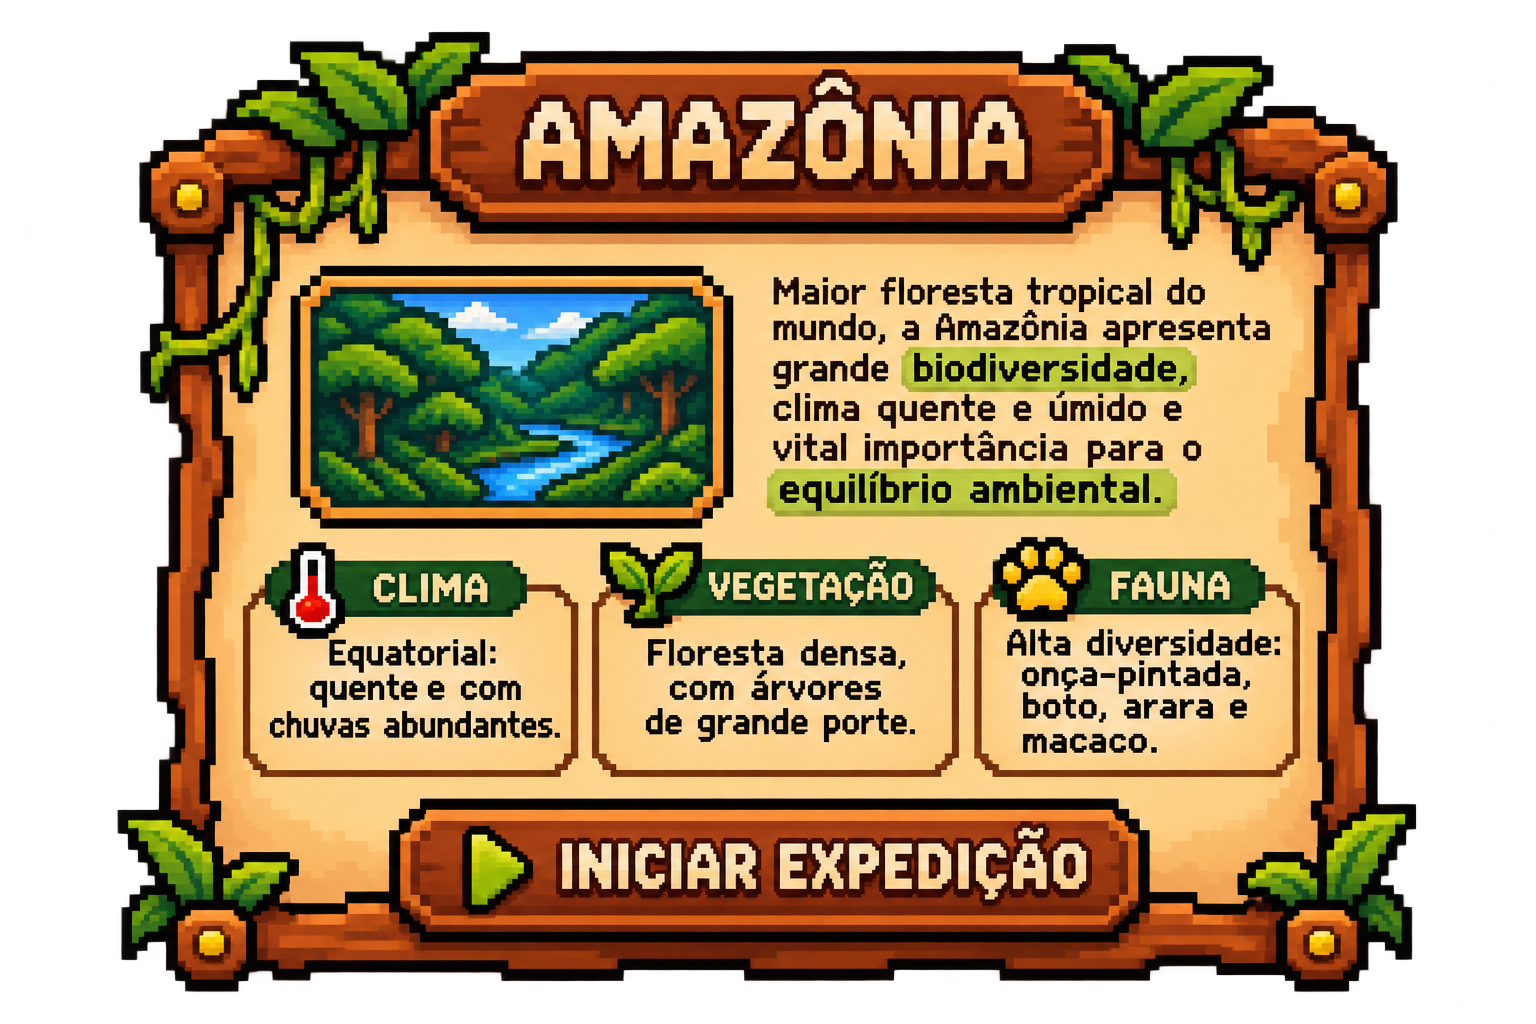 AMAZÔNIA
Maior floresta tropical do
mundo, a Amazônia apresenta
grande biodiversidade,
clima quente e úmido e
vital importância para o
equilíbrio ambiental.
CLIMA
Equatorial:
quente e com
chuvas abundantes.
VEGETAÇÃO
Floresta densa,
com árvores
de grande porte.
FAUNA
Alta diversidade:
onça-pintada,
boto, arara e
macaco.
INICIAR EXPEDIÇÃO